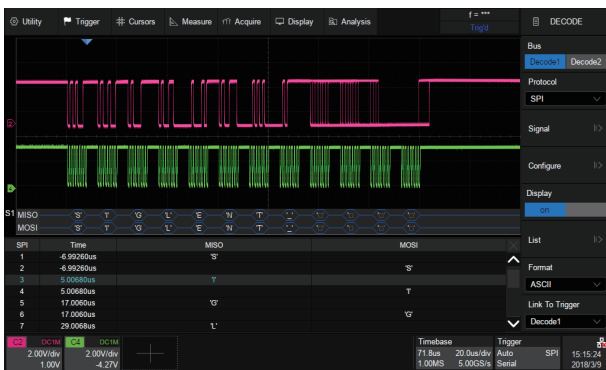 Utility Trigger Cursors Measure Acquire Display Analysis f = *** Trig'd DECODE
Bus
Decode1 Decode2
Protocol
SPI
Signal
Configure
Display
on
List
Format
ASCII
Link To Trigger
Decode1
2
4
S1 MISO 'S' 'I' 'G' 'L' 'E' 'N' 'T'
MOSI 'S' 'I' 'G' 'L' 'E' 'N' 'T'
SPI Time MISO MOSI
1 -6.99260us 'S'
2 -6.99260us 'S'
3 5.00680us 'I'
4 5.00680us 'I'
5 17.0060us 'G'
6 17.0060us 'G'
7 29.0068us 'L'
C2 DC1M C4 DC1M Timebase Trigger
2.00V/div 2.00V/div 71.8us 20.0us/div Auto SPI 15:15:24
1.00V -4.27V 1.00MS 5.00GS/s Serial 2018/3/9